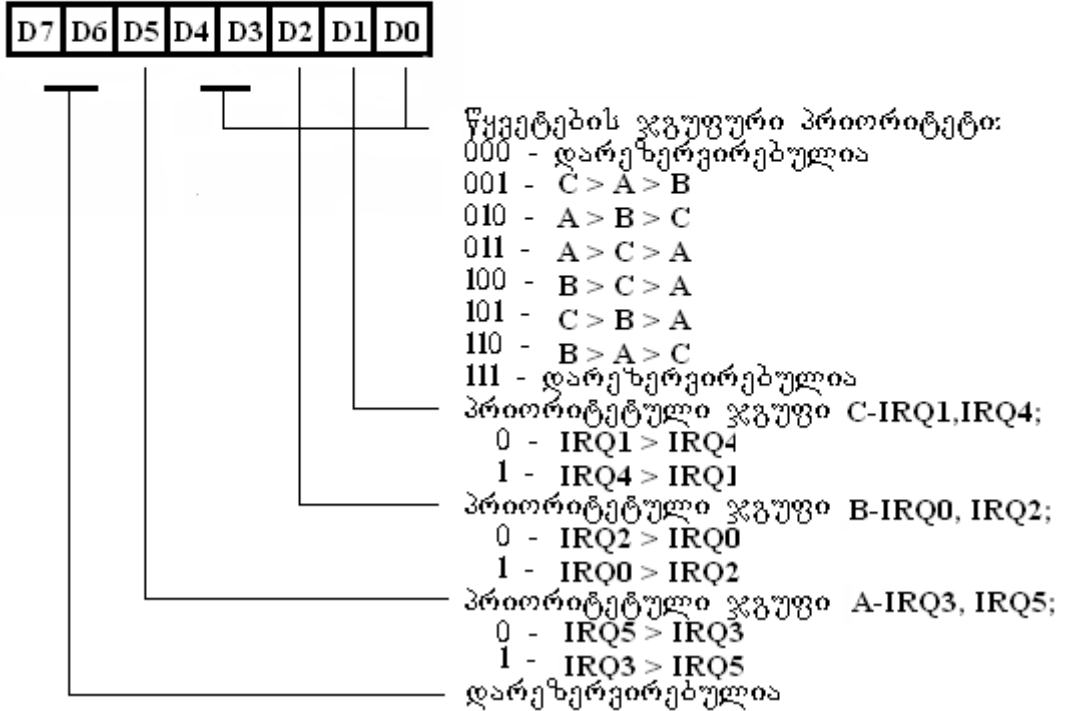 D7 D6 D5 D4 D3 D2 D1 D0
წყვეტების ჯგუფური პრიორიტეტი:
000 - დარეზერვირებულია
001 - C > A > B
010 - A > B > C
011 - A > C > A
100 - B > C > A
101 - C > B > A
110 - B > A > C
111 - დარეზერვირებულია
პრიორიტეტული ჯგუფი C-IRQ1,IRQ4;
0 - IRQ1 > IRQ4
1 - IRQ4 > IRQ1
პრიორიტეტული ჯგუფი B-IRQ0, IRQ2;
0 - IRQ2 > IRQ0
1 - IRQ0 > IRQ2
პრიორიტეტული ჯგუფი A-IRQ3, IRQ5;
0 - IRQ5 > IRQ3
1 - IRQ3 > IRQ5
დარეზერვირებულია